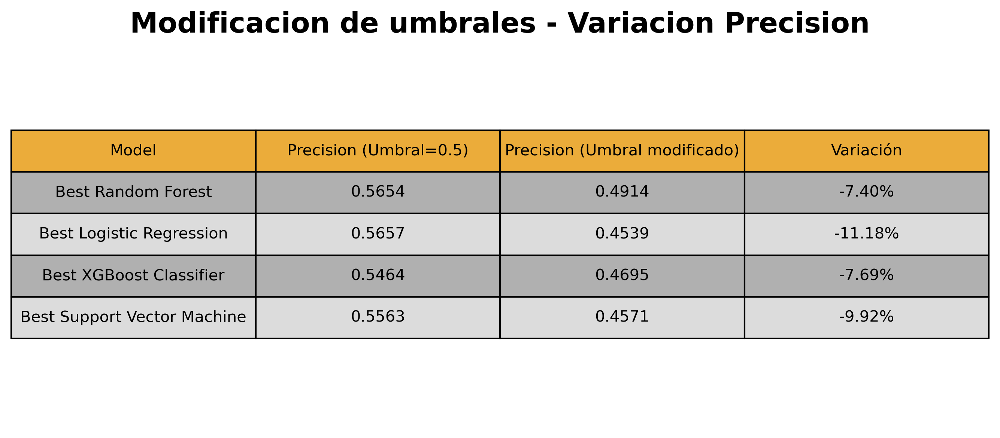 Modificacion de umbrales - Variacion Precision
Model Precision (Umbral=0.5) Precision (Umbral modificado) Variación
Best Random Forest 0.5654 0.4914 -7.40%
Best Logistic Regression 0.5657 0.4539 -11.18%
Best XGBoost Classifier 0.5464 0.4695 -7.69%
Best Support Vector Machine 0.5563 0.4571 -9.92%